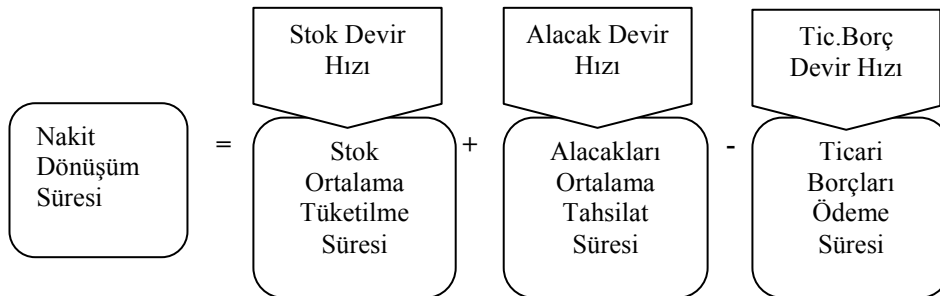 Stok Devir
Hızı
Alacak Devir
Hızı
Tic.Borç
Devir Hızı
Nakit
Dönüşüm
Süresi
=
Stok
Ortalama
Tüketilme
Süresi
+
Alacakları
Ortalama
Tahsilat
Süresi
-
Ticari
Borçları
Ödeme
Süresi